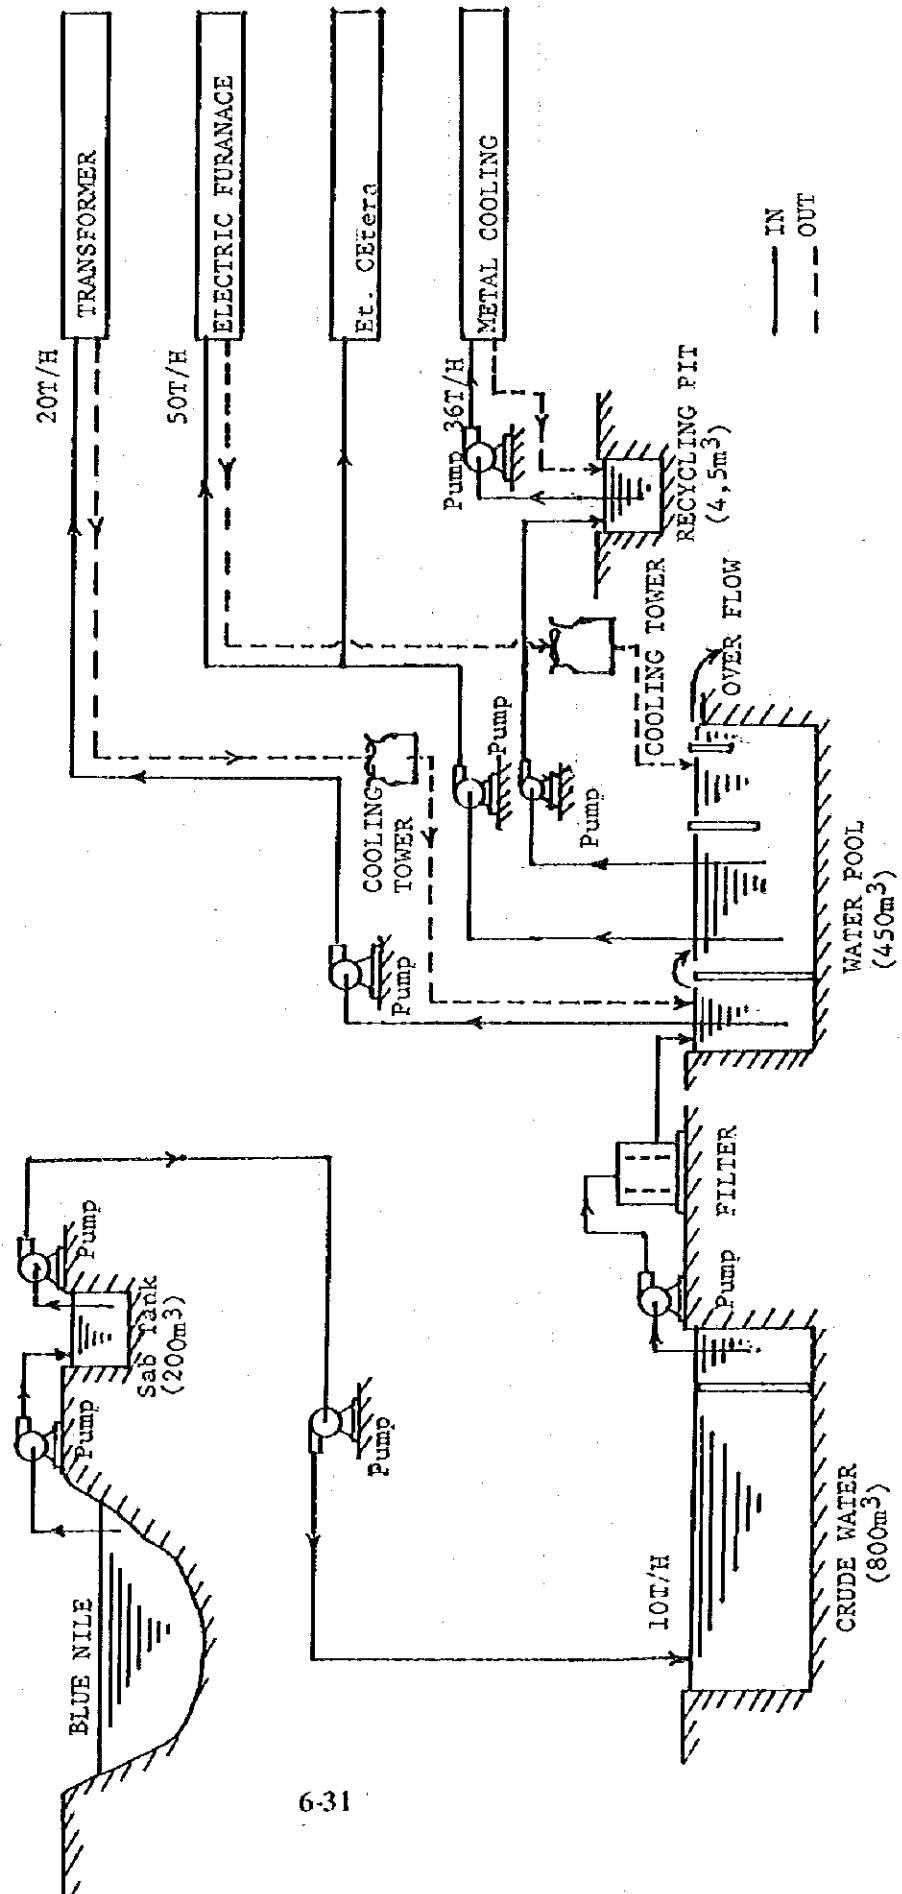 TRANSFORMER
20T/H
ELECTRIC FURANACE
50T/H
Et. CEtera
METAL COOLING
36T/H
Pump
IN
OUT
RECYCLING PIT
(4,5m³)
COOLING TOWER
OVER FLOW
COOLING
TOWER
Pump
Pump
Pump
WATER POOL
(450m³)
FILTER
Pump
Pump
Sab Tank
(200m3)
Pump
Pump
BLUE NILE
10T/H
CRUDE WATER
(800m³)
6-31